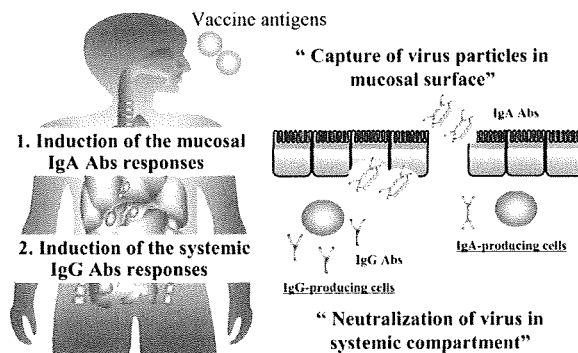 Vaccine antigens
1. Induction of the mucosal
IgA Abs responses
2. Induction of the systemic
IgG Abs responses
“ Capture of virus particles in
mucosal surface”
IgA Abs
IgG Abs
IgA-producing cells
IgG-producing cells
“ Neutralization of virus in
systemic compartment”